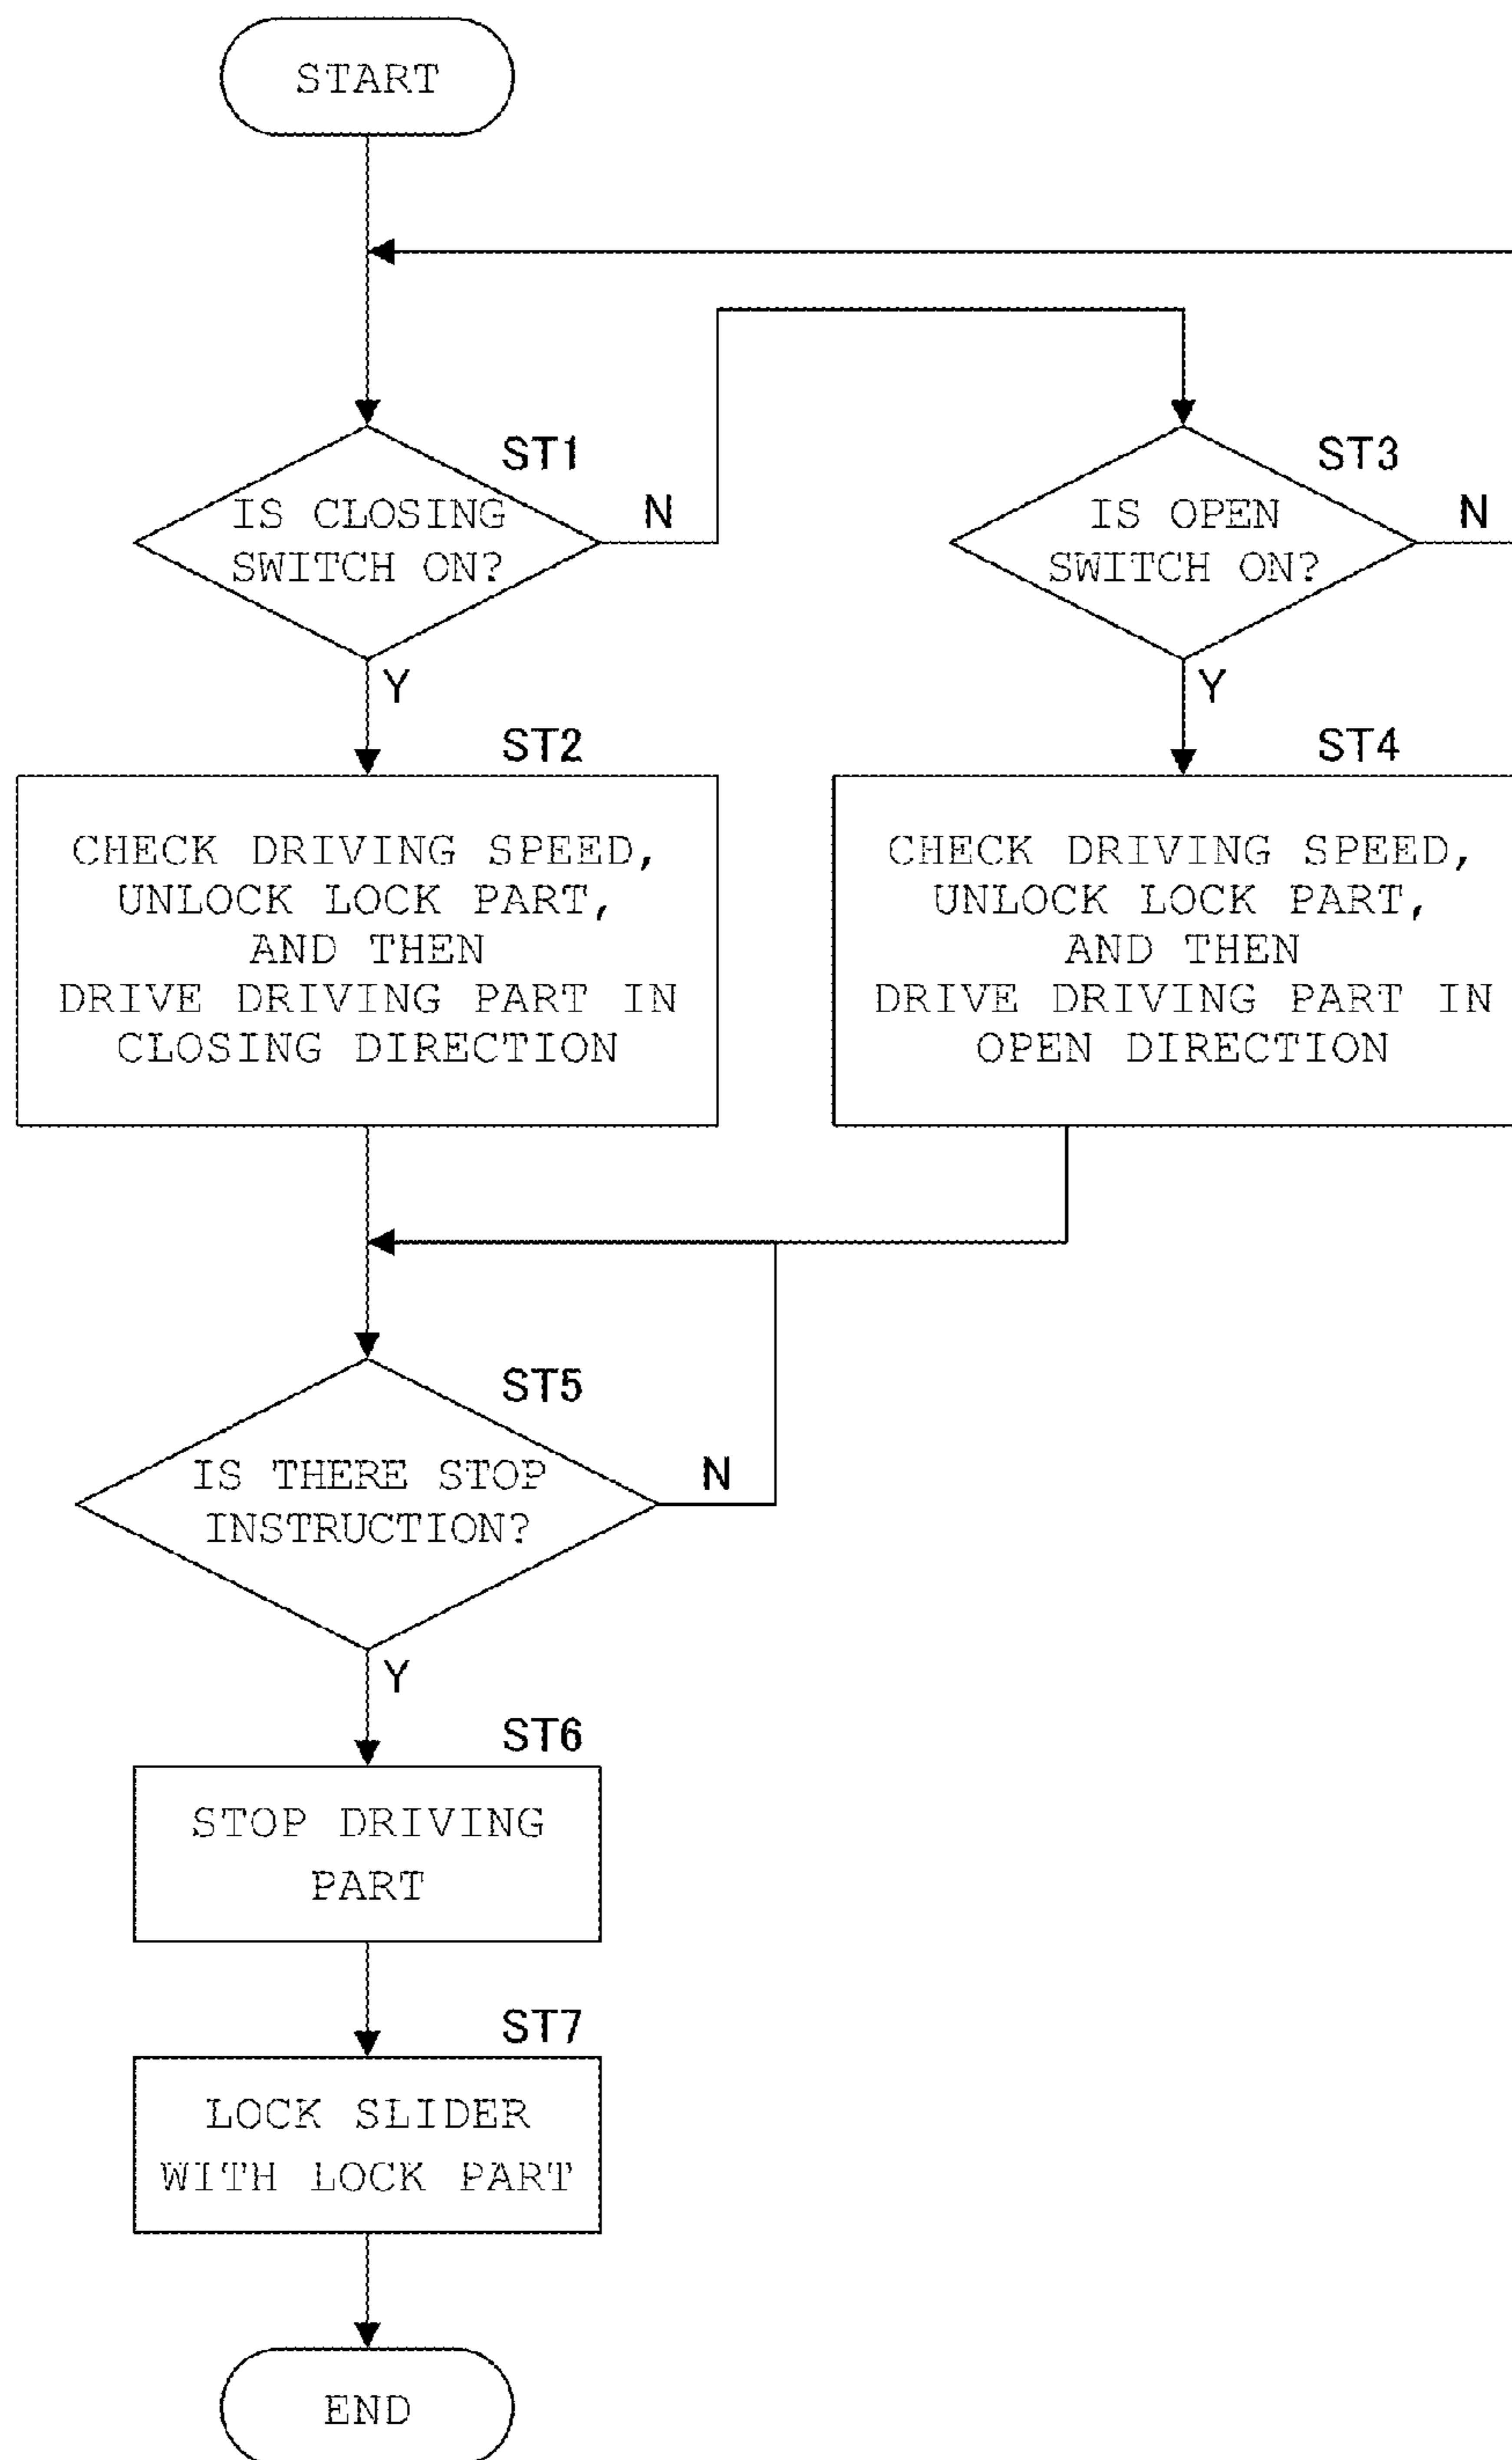 START
ST1
IS CLOSING
SWITCH ON?
N
Y
ST3
IS OPEN
SWITCH ON?
N
Y
ST2
CHECK DRIVING SPEED,
UNLOCK LOCK PART,
AND THEN
DRIVE DRIVING PART IN
CLOSING DIRECTION
ST4
CHECK DRIVING SPEED,
UNLOCK LOCK PART,
AND THEN
DRIVE DRIVING PART IN
OPEN DIRECTION
ST5
IS THERE STOP
INSTRUCTION?
N
Y
ST6
STOP DRIVING
PART
ST7
LOCK SLIDER
WITH LOCK PART
END